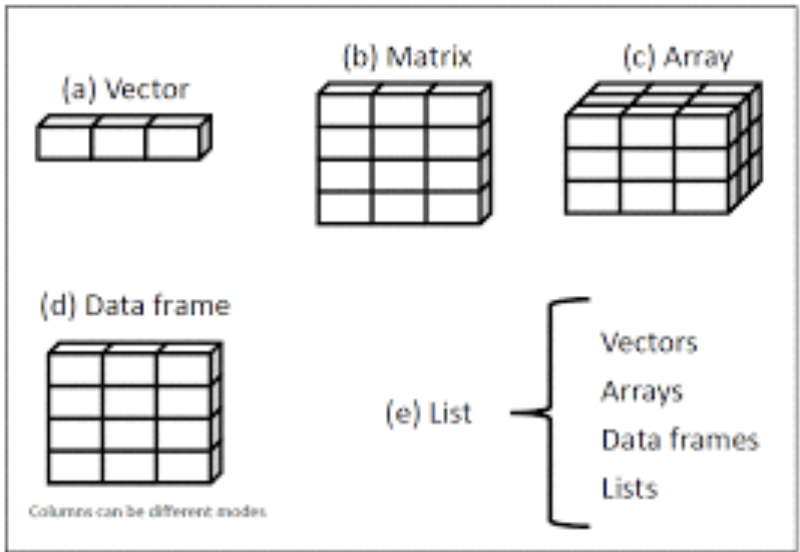 (a) Vector
(b) Matrix
(c) Array
(d) Data frame
Columns can be different modes
(e) List
Vectors
Arrays
Data frames
Lists